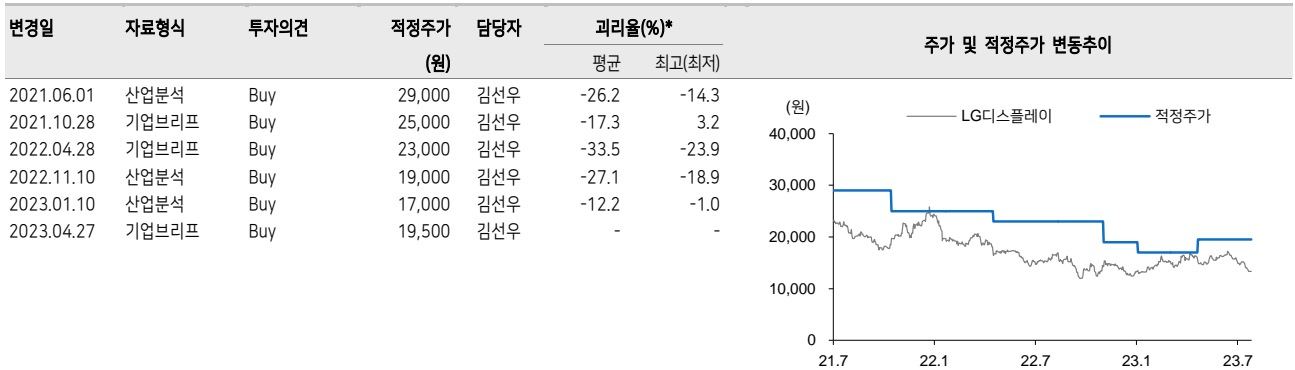 변경일 자료형식 투자의견 적정주가 담당자 괴리율(%)* 주가 및 적정주가 변동추이
(원) 평균 최고(최저)
2021.06.01 산업분석 Buy 29,000 김선우 -26.2 -14.3
2021.10.28 기업브리프 Buy 25,000 김선우 -17.3 3.2
2022.04.28 기업브리프 Buy 23,000 김선우 -33.5 -23.9
2022.11.10 산업분석 Buy 19,000 김선우 -27.1 -18.9
2023.01.10 산업분석 Buy 17,000 김선우 -12.2 -1.0
2023.04.27 기업브리프 Buy 19,500 김선우 - -
(원) LG디스플레이 적정주가
40,000
30,000
20,000
10,000
0
21.7 22.1 22.7 23.1 23.7